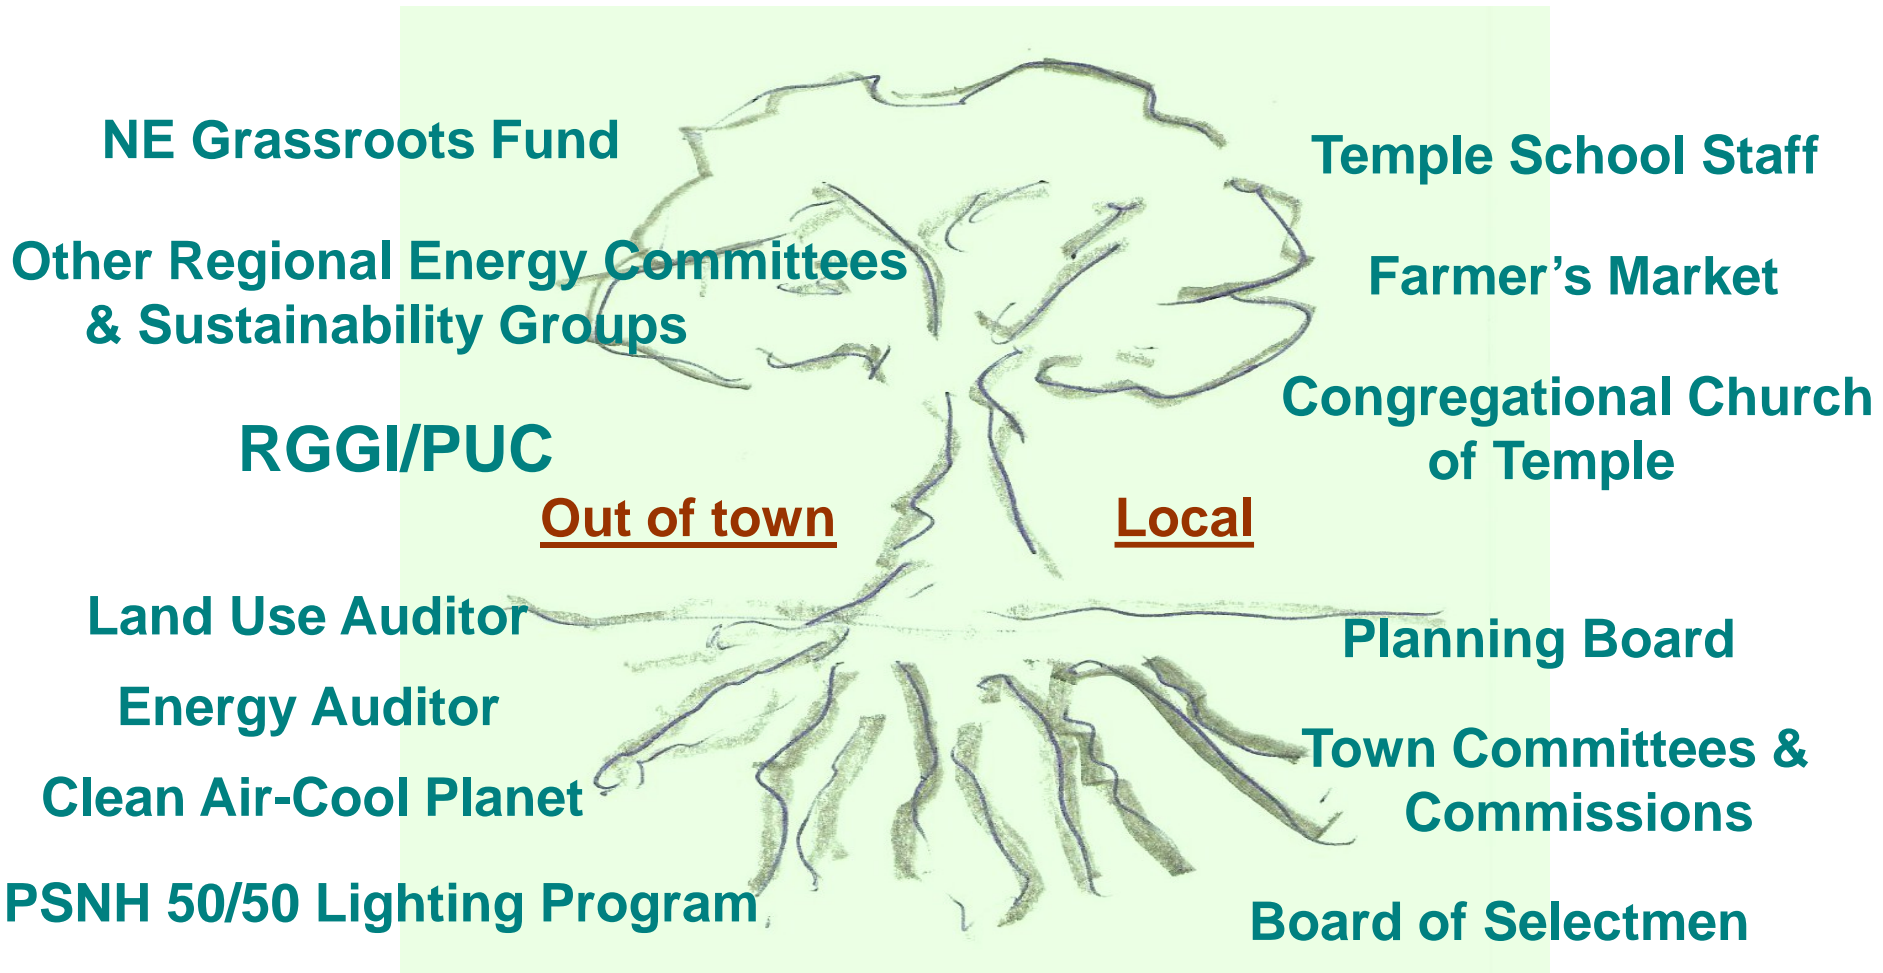 NE Grassroots Fund
Other Regional Energy Committees
& Sustainability Groups
RGGI/PUC
Out of town
Land Use Auditor
Energy Auditor
Clean Air-Cool Planet
PSNH 50/50 Lighting Program
Temple School Staff
Farmer’s Market
Congregational Church
of Temple
Local
Planning Board
Town Committees &
Commissions
Board of Selectmen